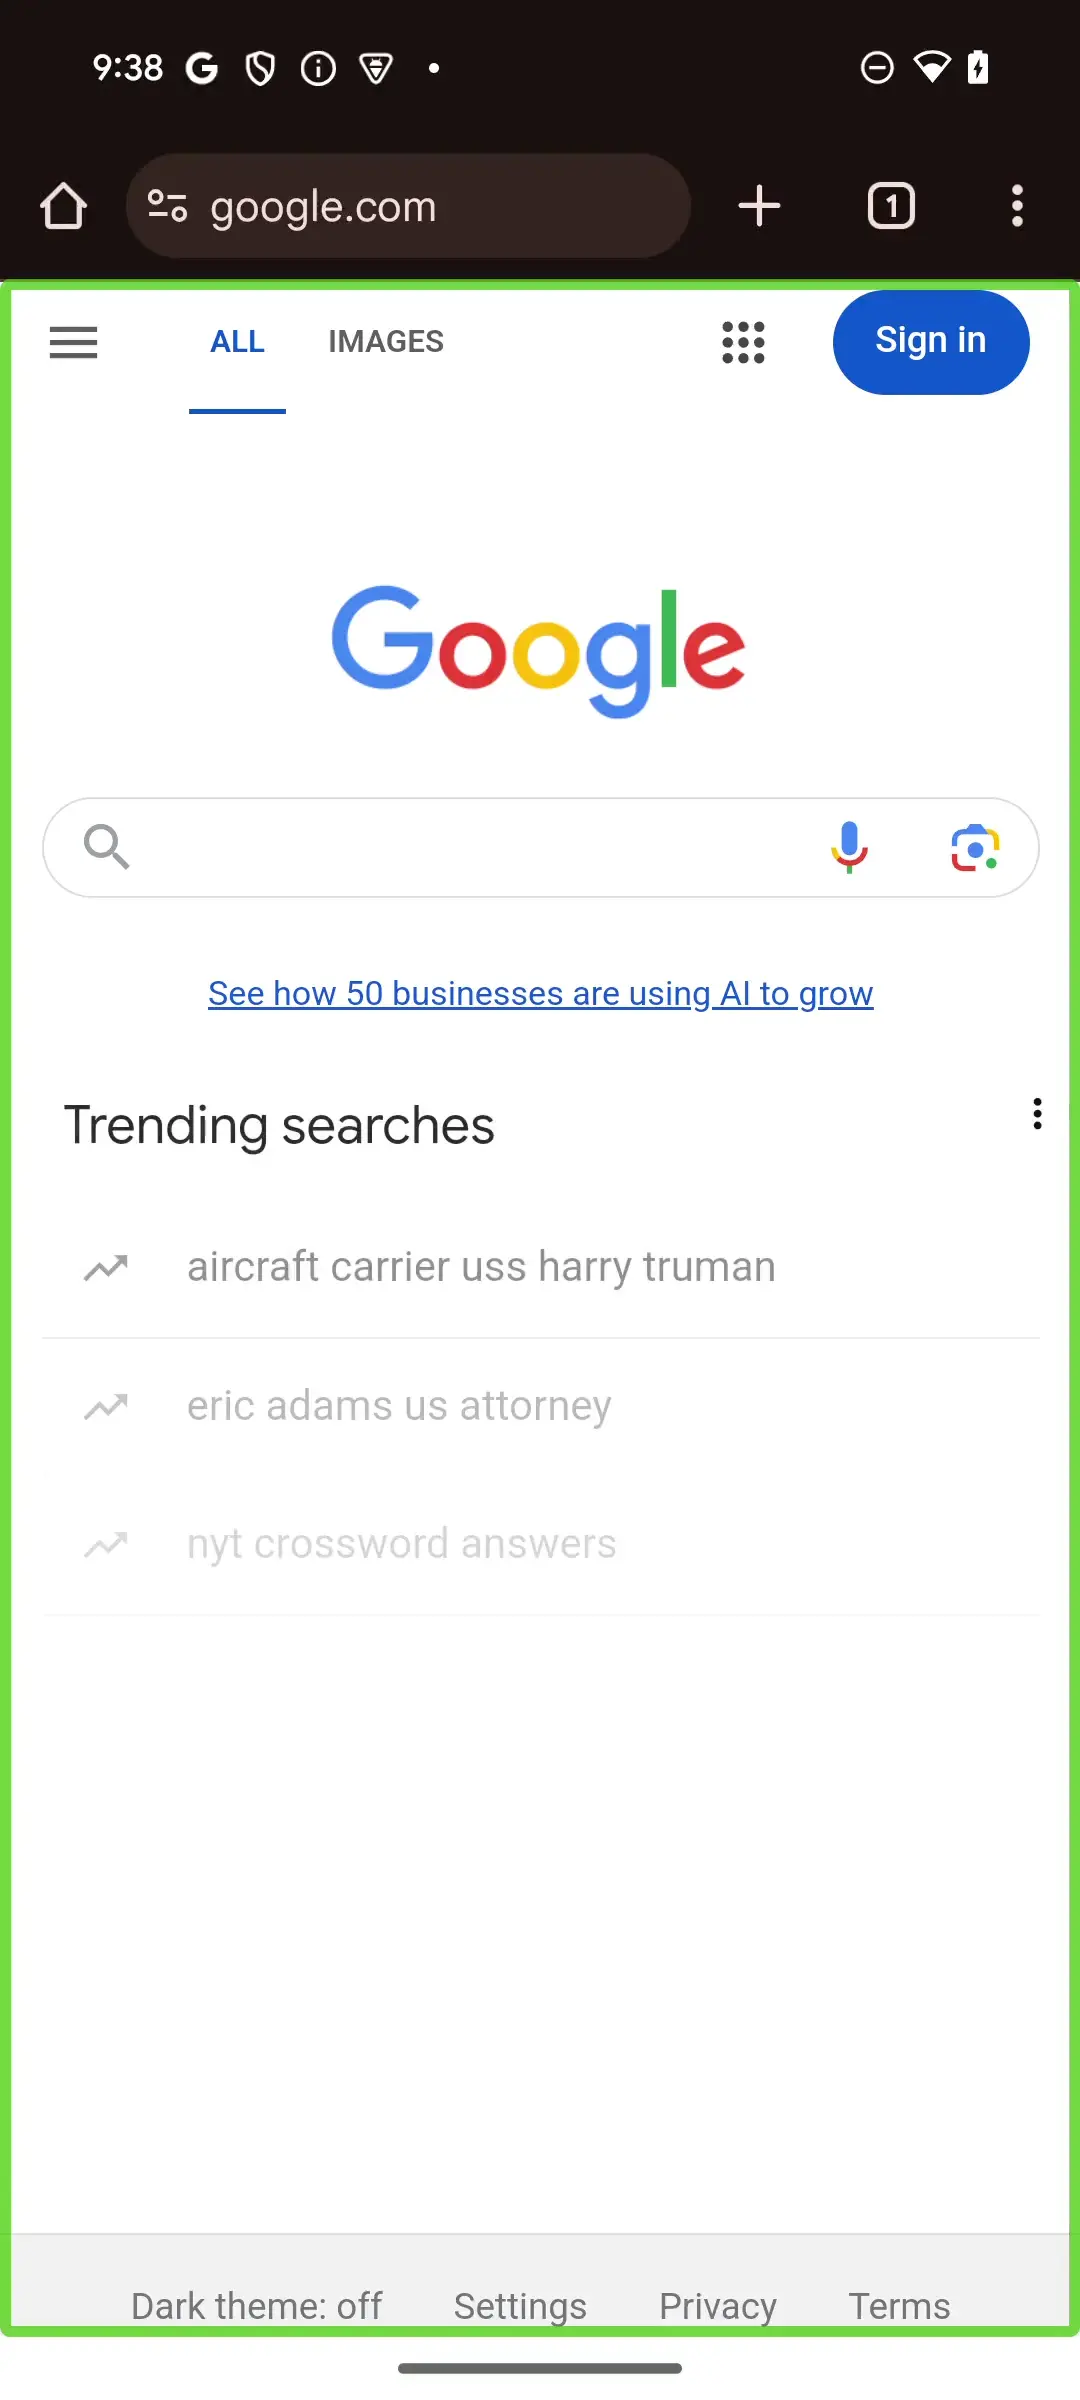 9:38
google.com
1
ALL IMAGES Sign in
Google
See how 50 businesses are using AI to grow
Trending searches
aircraft carrier uss harry truman
eric adams us attorney
nyt crossword answers
Dark theme: off Settings Privacy Terms